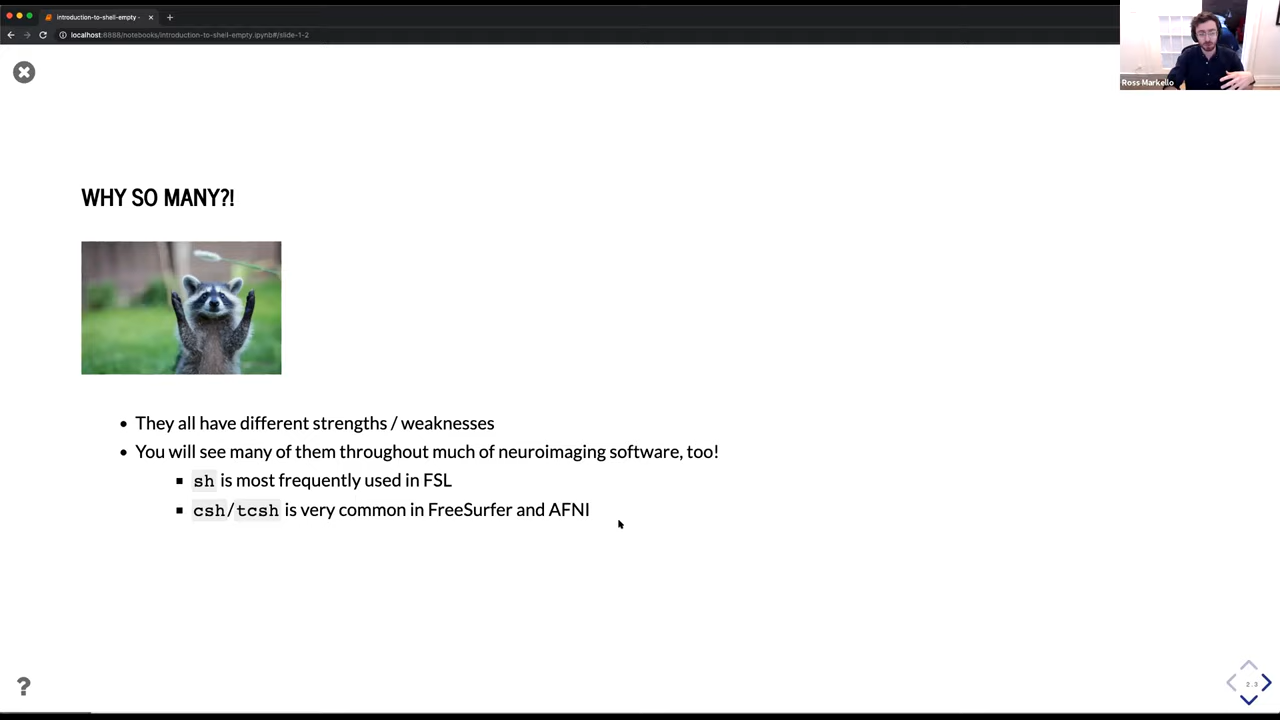 introduction-to-shell-empty -
localhost:8888/notebooks/introduction-to-shell-empty.ipynb#/slide-1-2
Ross Markello
WHY SO MANY?!
They all have different strengths / weaknesses
You will see many of them throughout much of neuroimaging software, too!
sh is most frequently used in FSL
csh/tcsh is very common in FreeSurfer and AFNI
?
2.3